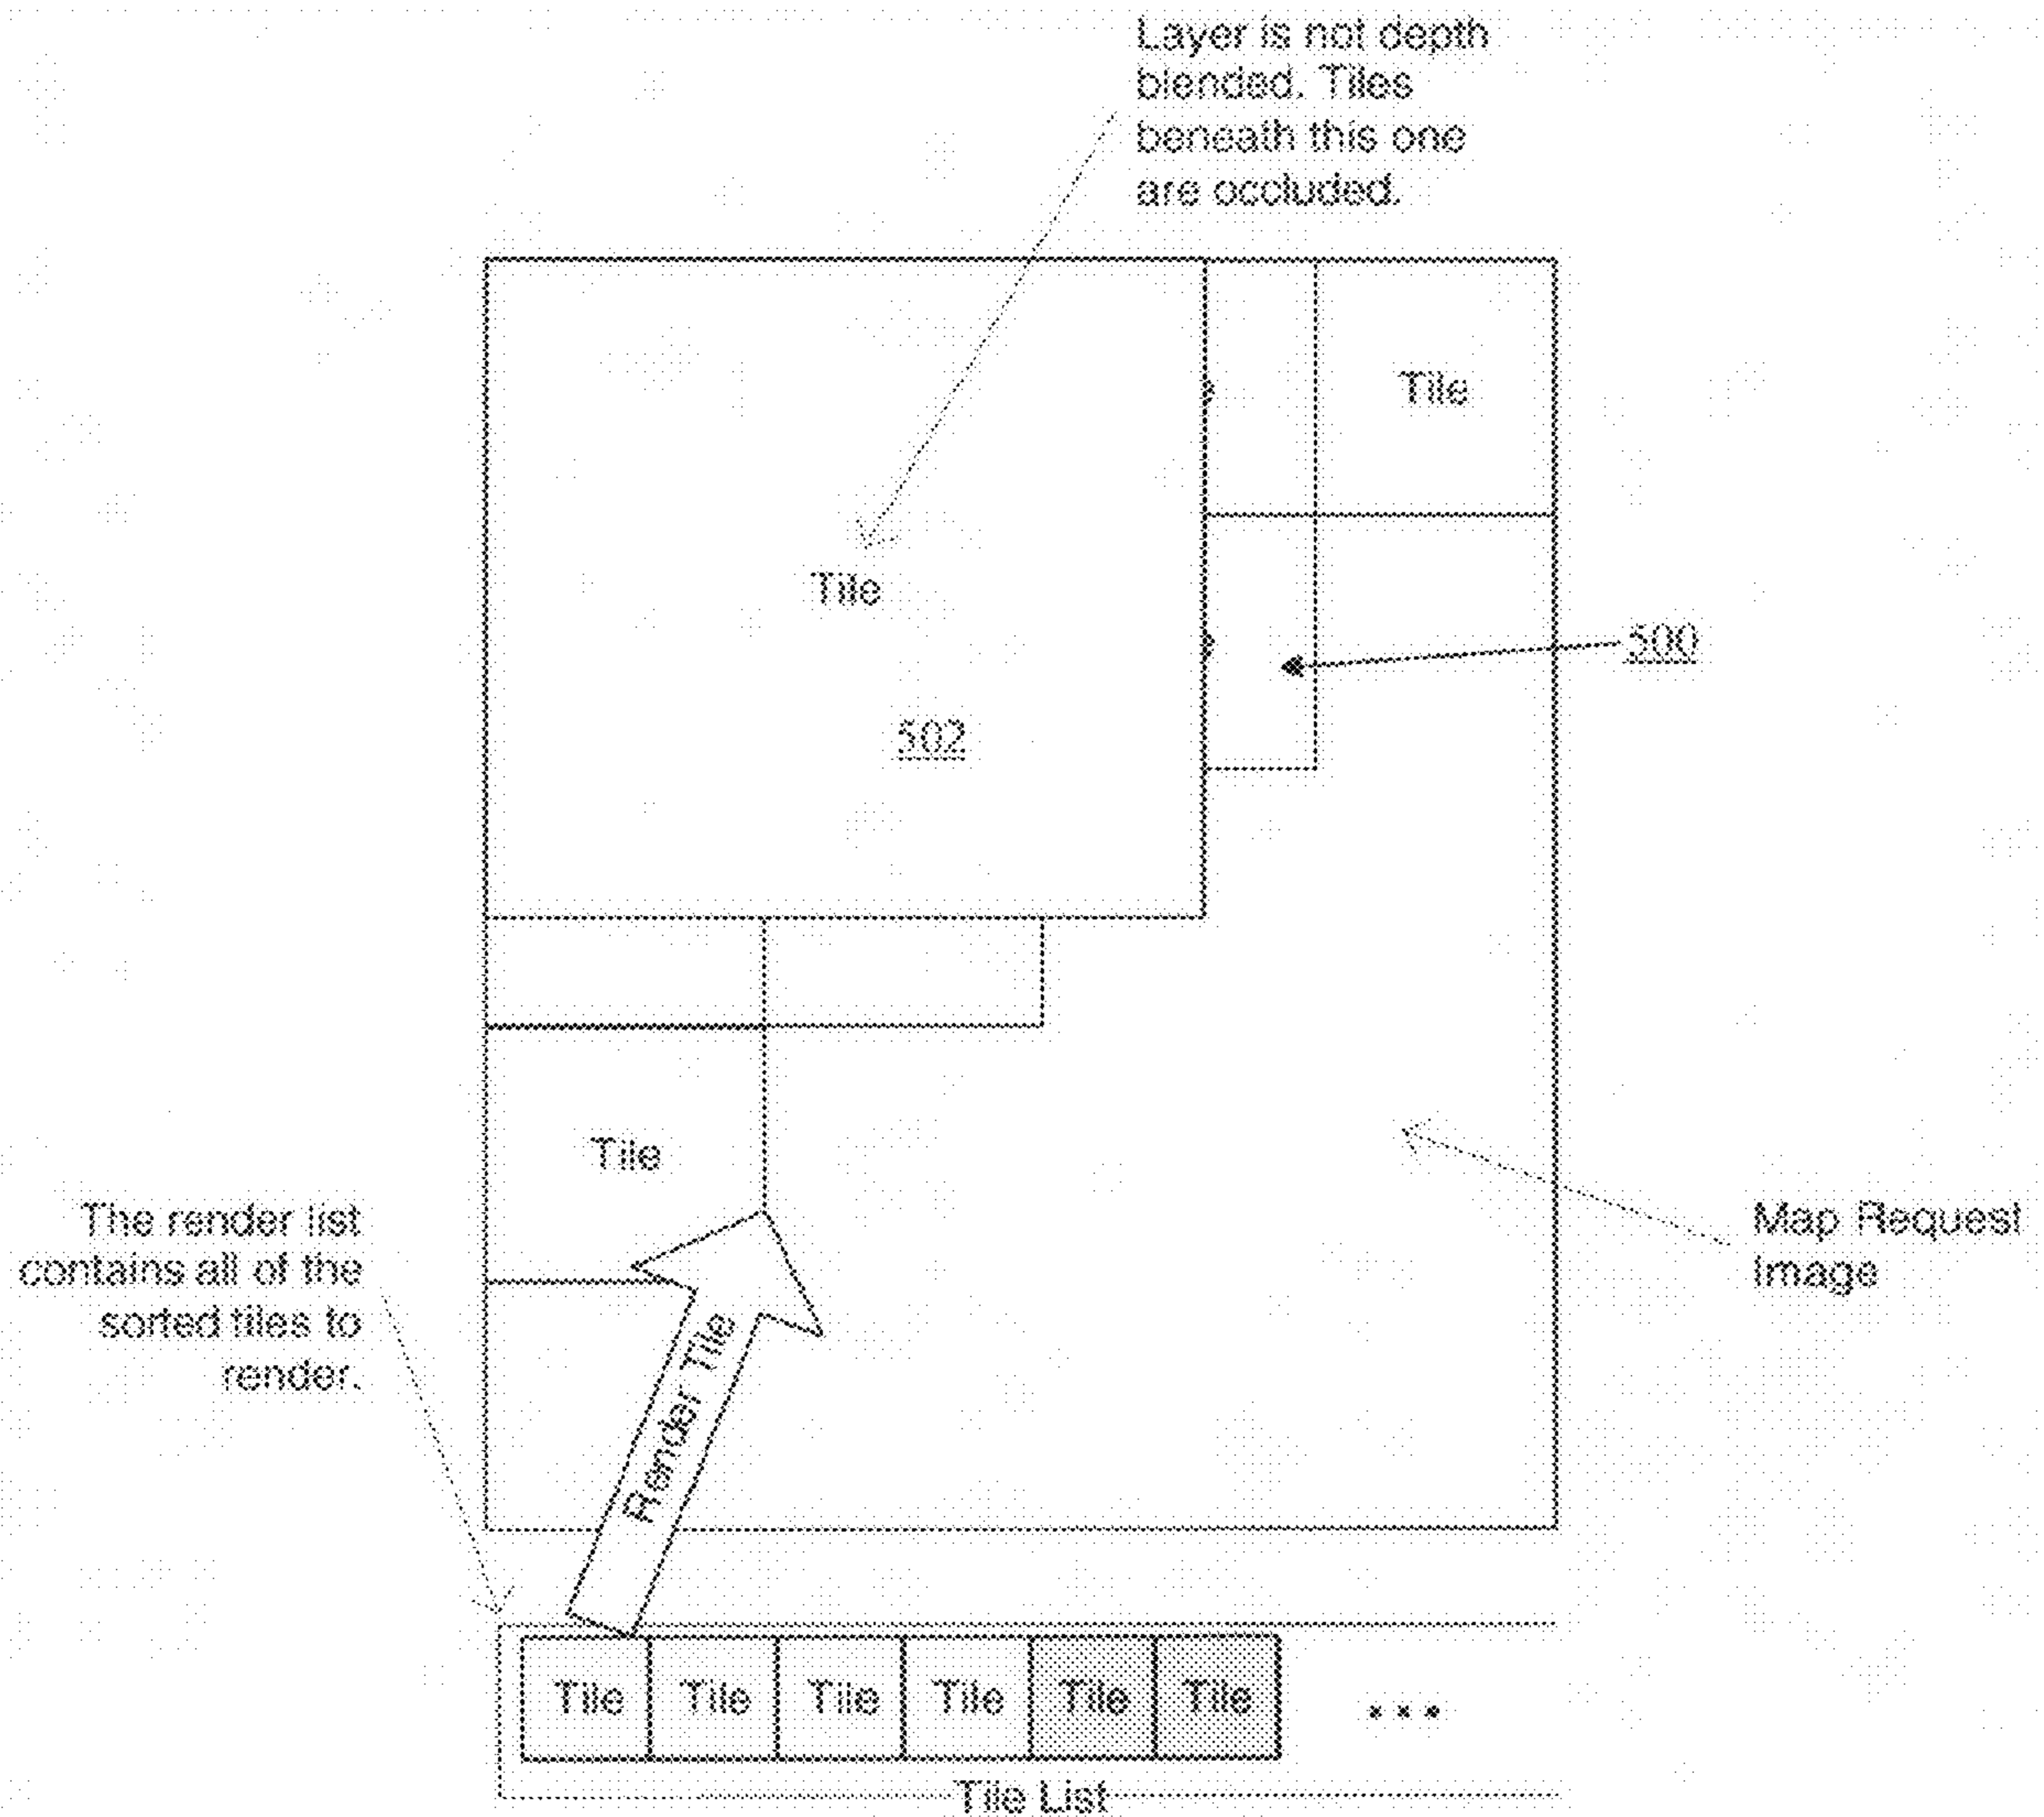 Layer is not depth
blended. Tiles
beneath this one
are occluded.
Tile
Tile
500
502
Tile
The render list
contains all of the
sorted tiles to
render.
Map Request
Image
Render Tile
Tile Tile Tile Tile Tile Tile ...
Tile List